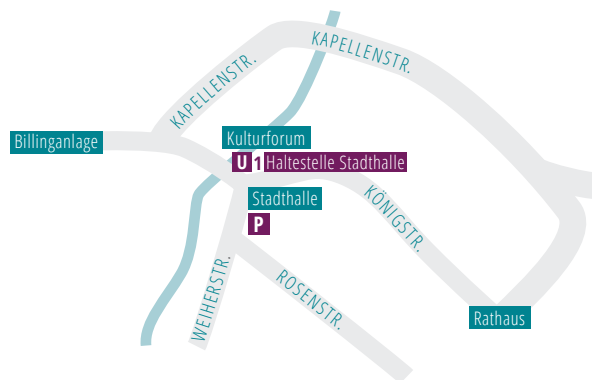 KAPELLENSTR.
KAPELLENSTR.
Billinganlage
Kulturforum
U 1 Haltestelle Stadthalle
Stadthalle
P
KÖNIGSTR.
WEIHERSTR.
ROSENSTR.
Rathaus